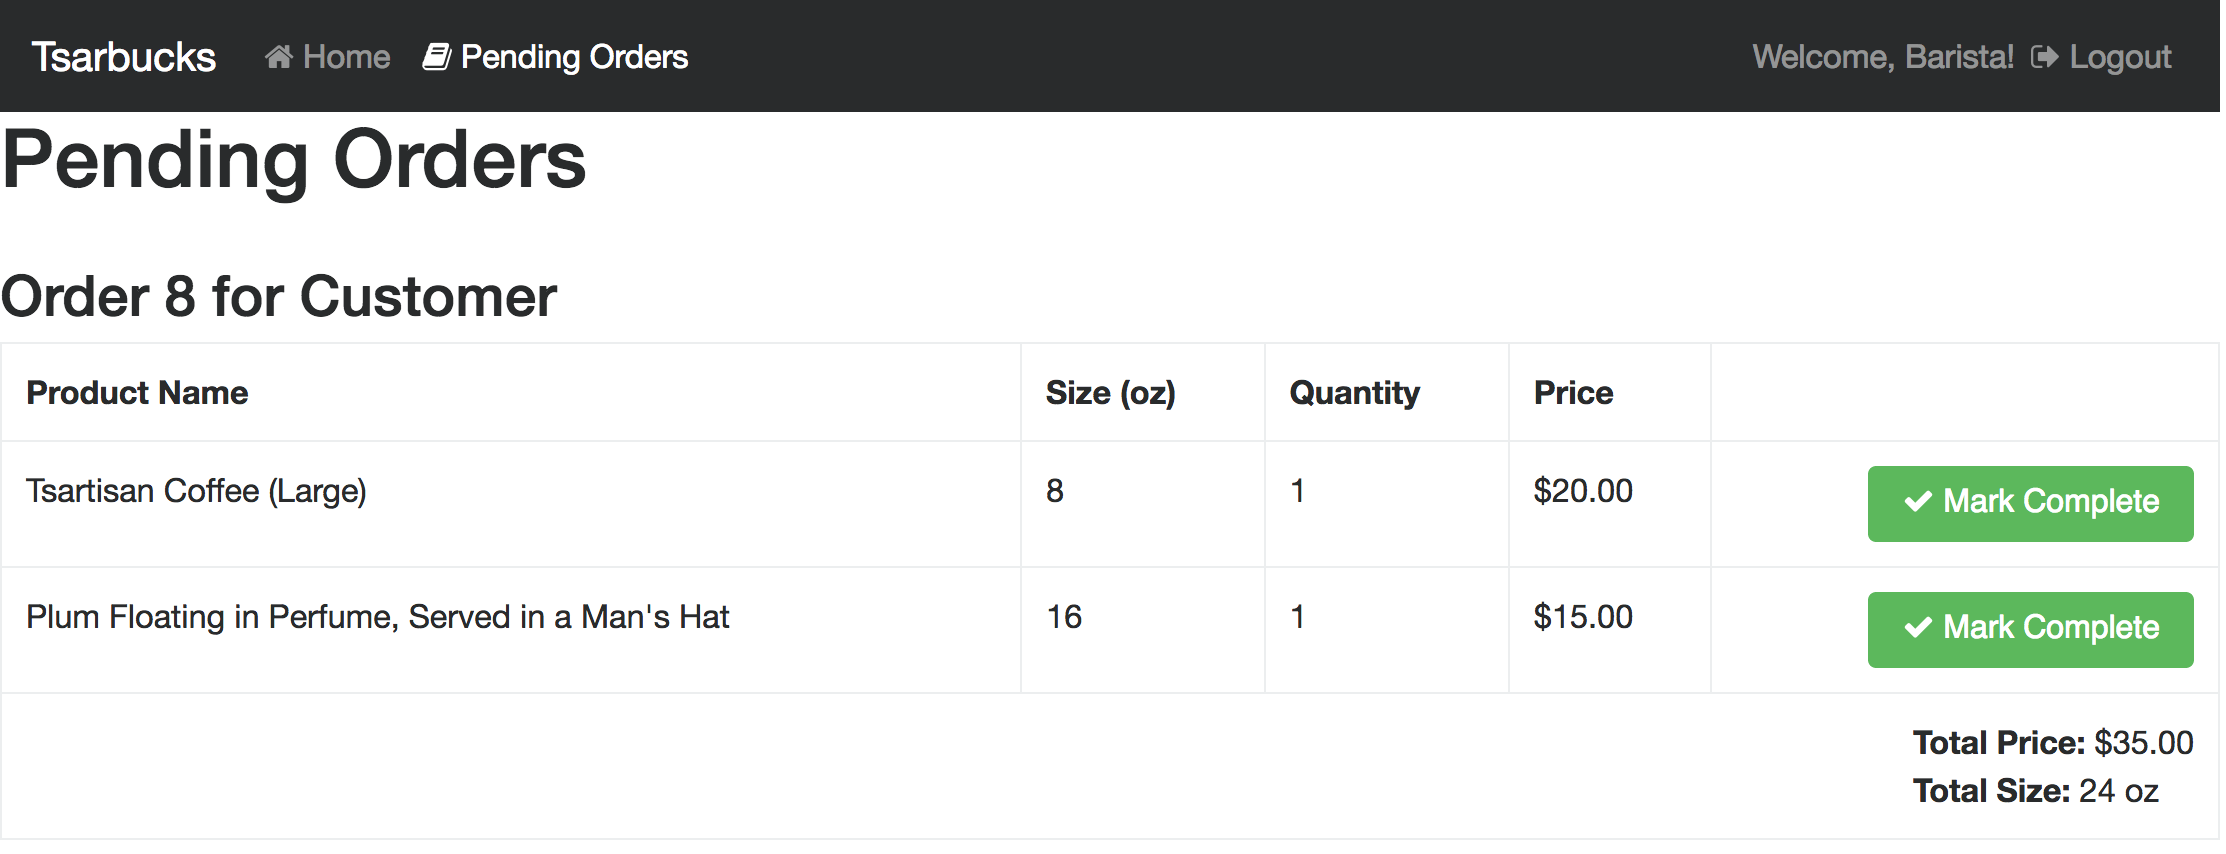 Tsarbucks Home Pending Orders Welcome, Barista! Logout
Pending Orders
Order 8 for Customer
Product Name Size (oz) Quantity Price
Tsartisan Coffee (Large) 8 1 $20.00 Mark Complete
Plum Floating in Perfume, Served in a Man's Hat 16 1 $15.00 Mark Complete
Total Price: $35.00
Total Size: 24 oz